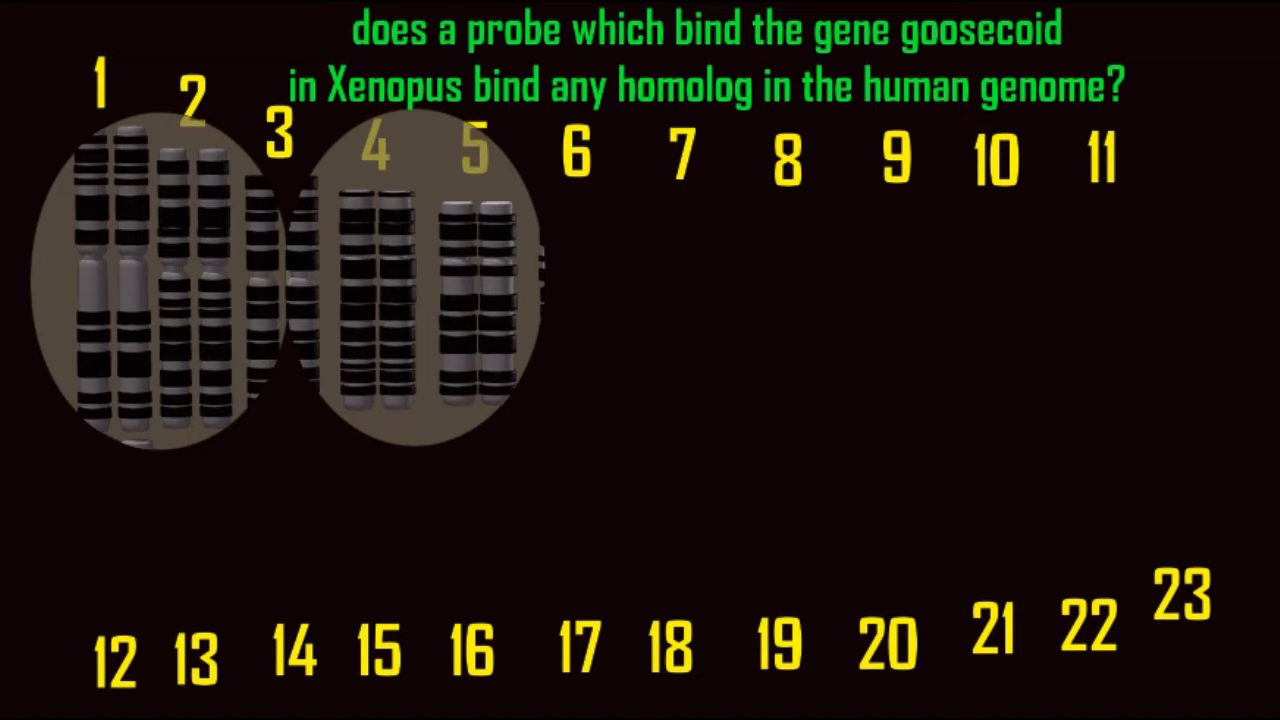 does a probe which bind the gene goosecoid
in Xenopus bind any homolog in the human genome?
1 2 3 4 5 6 7 8 9 10 11
12 13 14 15 16 17 18 19 20 21 22 23